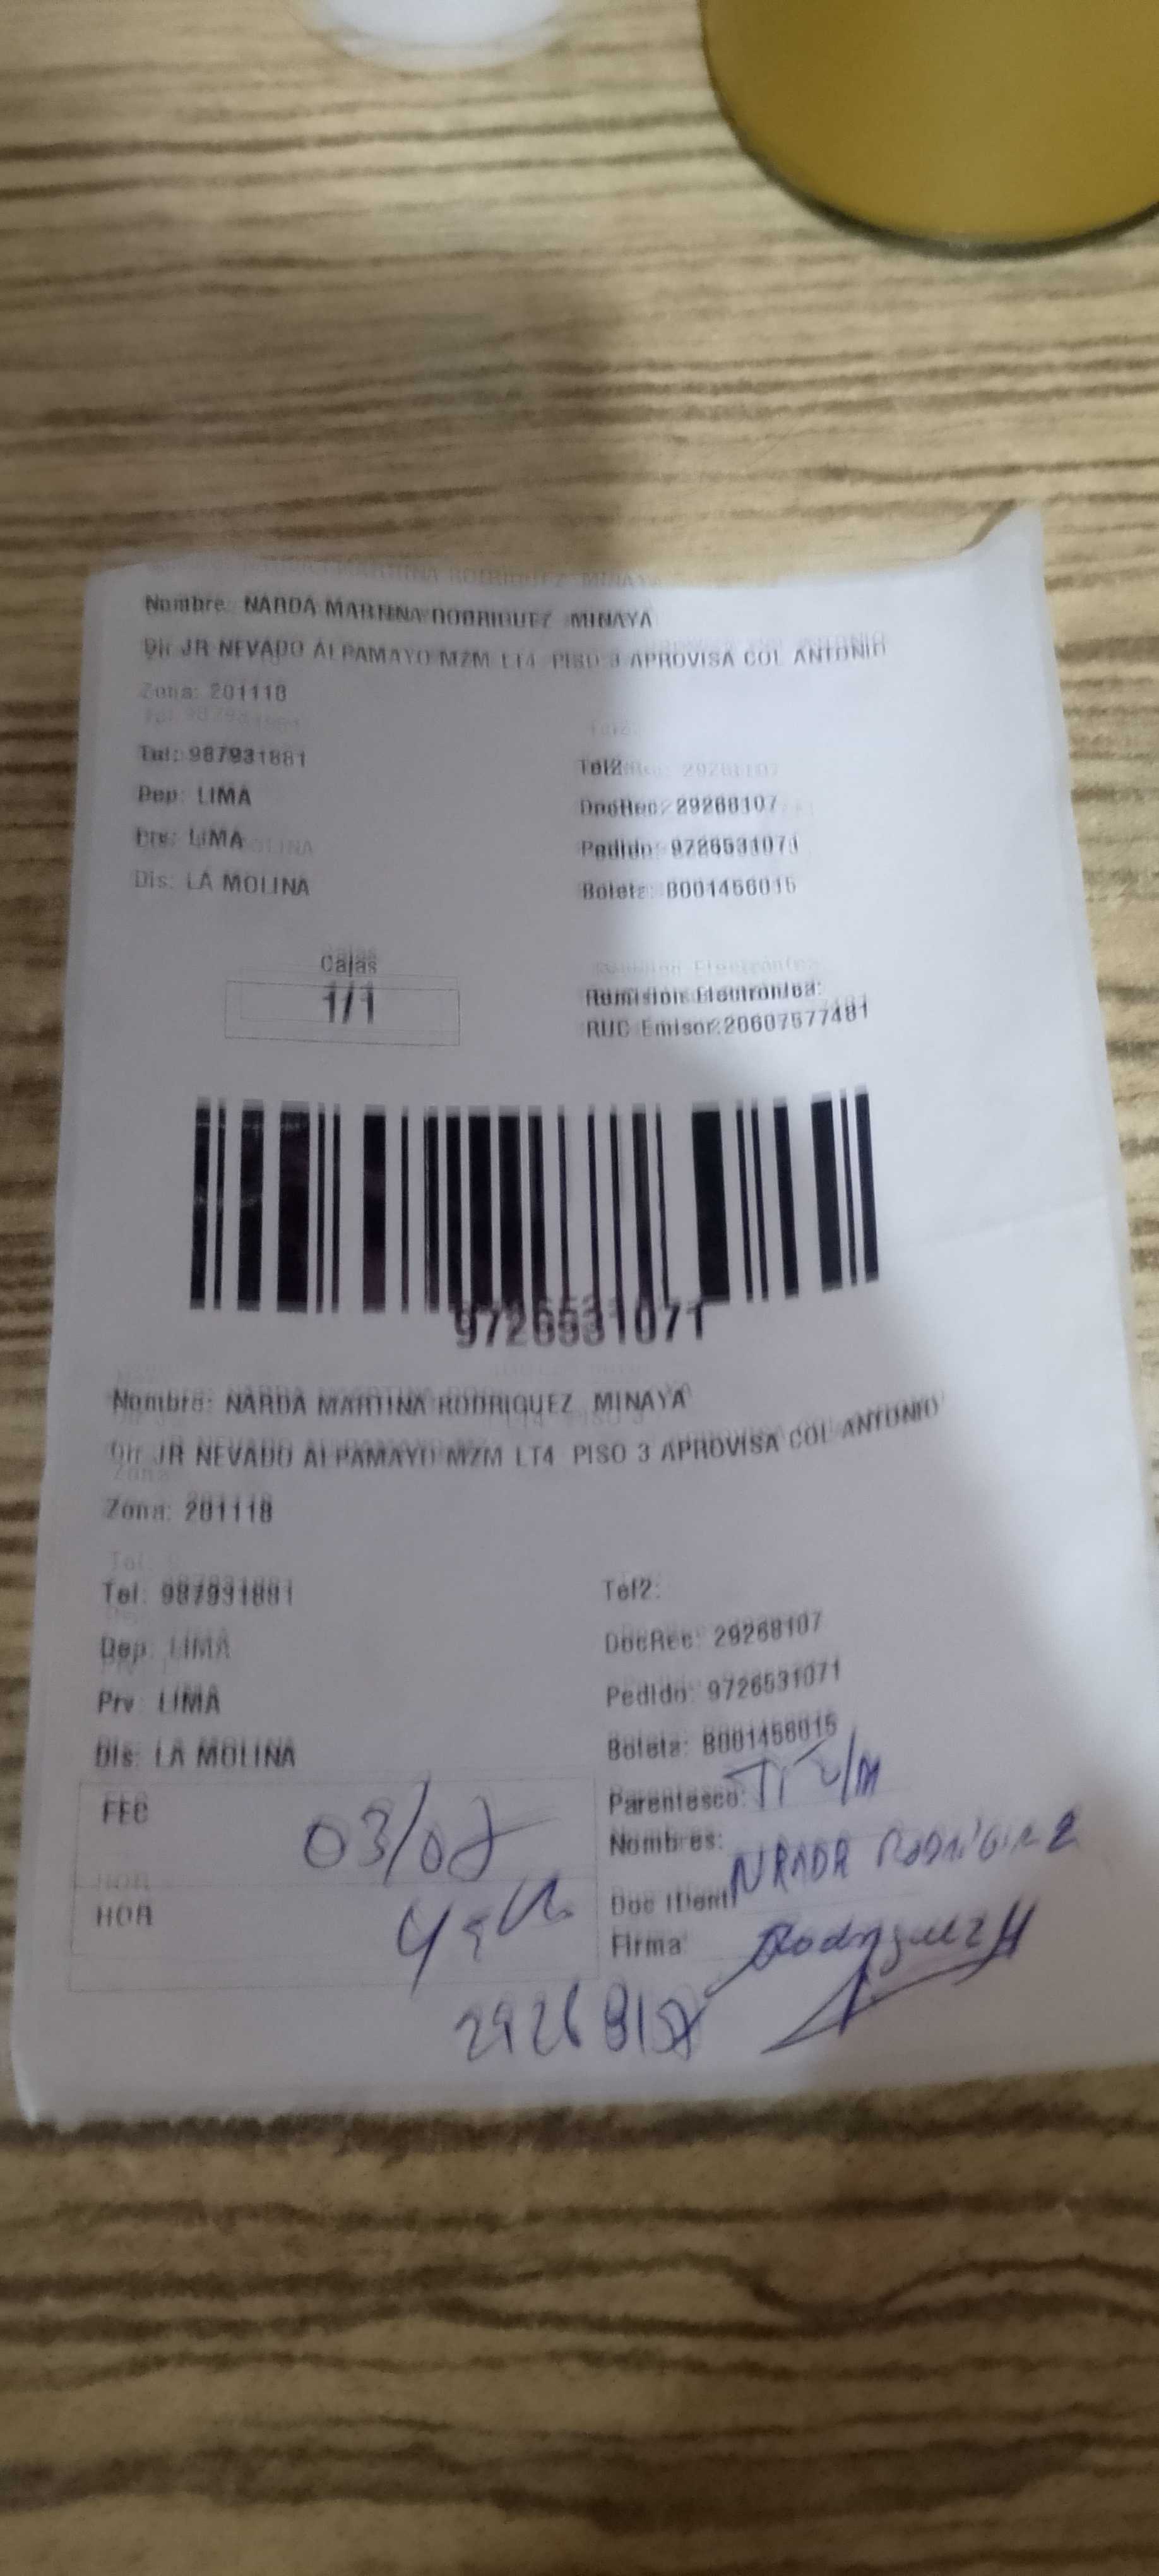 Nombre: NARDA MARTINA RODRIGUEZ MINAYA
Dir JR NEVADO ALPAMAYO MZM LT4 PISO 3 APROVISA COL ANTONIO
Zona: 201118
Tel: 987931881
Tel2:
Dep: LIMA
DocRec: 29268107
Prv: LIMA
Pedido: 9726531071
Dis: LA MOLINA
Boleta: B001456015
Cajas
1/1
Remision Electronica:
RUC Emisor:20607577481
9726531071
Nombre: NARDA MARTINA RODRIGUEZ MINAYA
Dir JR NEVADO ALPAMAYO MZM LT4 PISO 3 APROVISA COL ANTONIO
Zona: 201118
Tel: 987931881
Tel2:
Dep: LIMA
DocRec: 29268107
Prv: LIMA
Pedido: 9726531071
Dis: LA MOLINA
Boleta: B001456015
FEC 03/07
Parentesco:
Nombres: NRADA
HOR
Doc Ident:
Firma: Rodriguez M